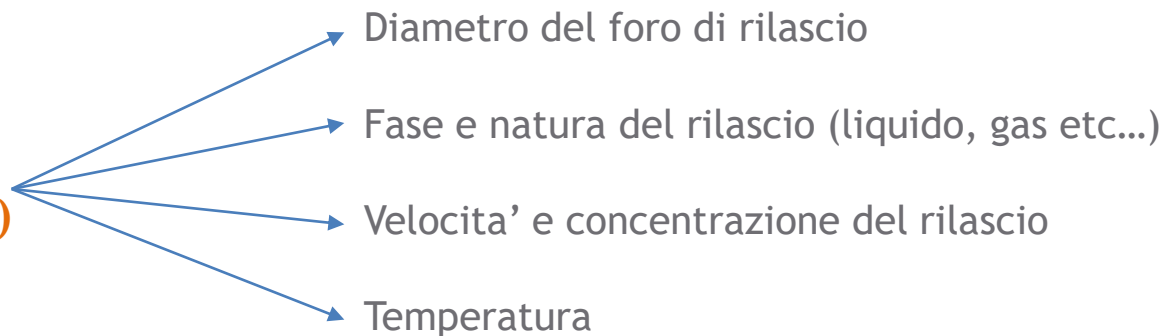 Diametro del foro di rilascio
Fase e natura del rilascio (liquido, gas etc…)
)
Velocita’ e concentrazione del rilascio
Temperatura